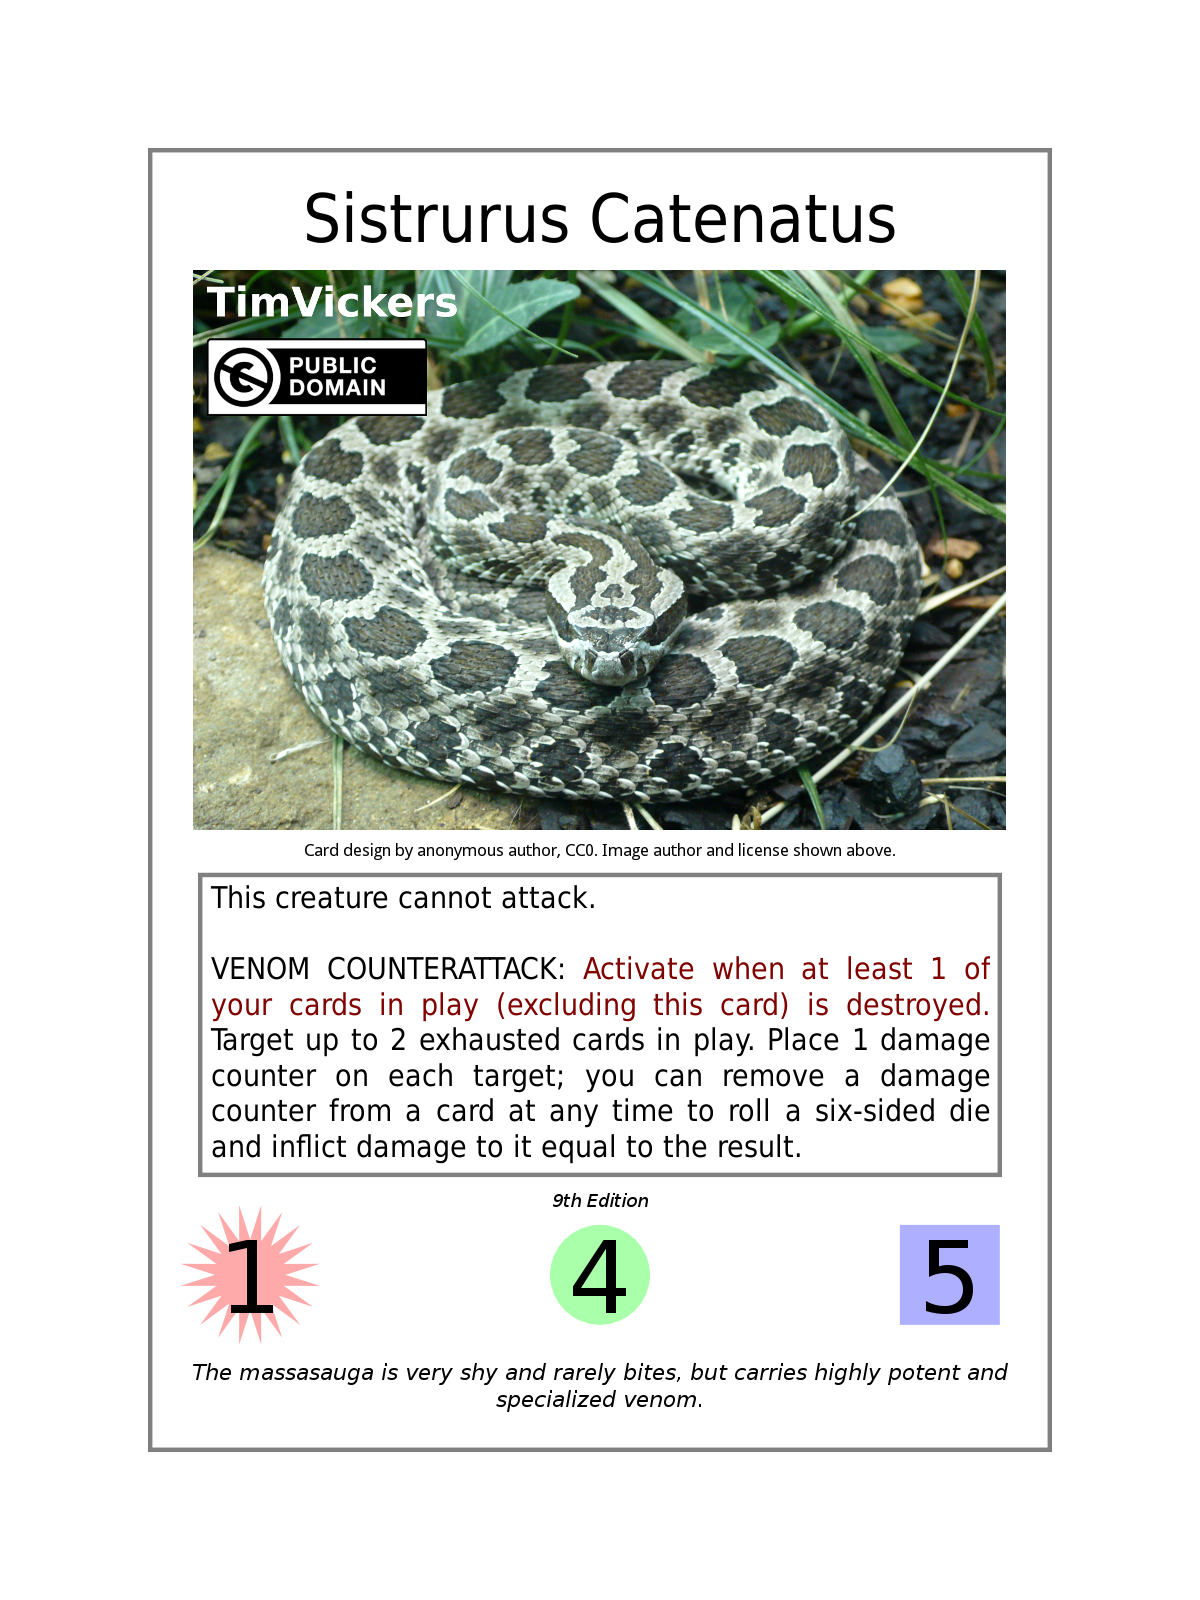 Sistrurus Catenatus
TimVickers
PUBLIC
DOMAIN
Card design by anonymous author, CC0. Image author and license shown above.
This creature cannot attack.
VENOM COUNTERATTACK: Activate when at least 1 of
your cards in play (excluding this card) is destroyed.
Target up to 2 exhausted cards in play. Place 1 damage
counter on each target; you can remove a damage
counter from a card at any time to roll a six-sided die
and inflict damage to it equal to the result.
9th Edition
1 4 5
The massasauga is very shy and rarely bites, but carries highly potent and
specialized venom.